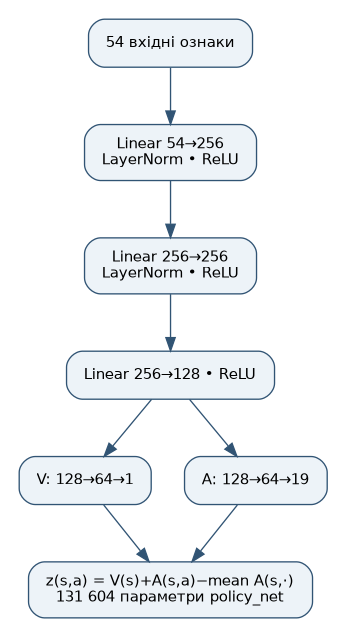 54 вхідні ознаки
Linear 54→256
LayerNorm • ReLU
Linear 256→256
LayerNorm • ReLU
Linear 256→128 • ReLU
V: 128→64→1
A: 128→64→19
z(s,a) = V(s)+A(s,a)−mean A(s,·)
131 604 параметри policy_net